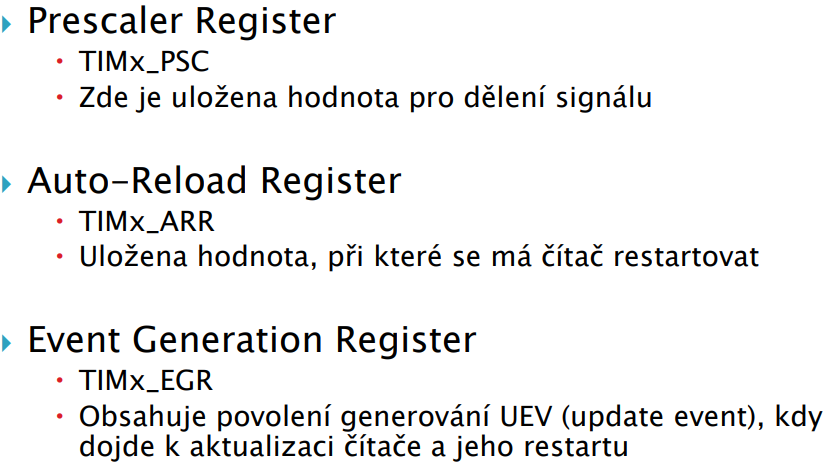 Prescaler Register
TIMx_PSC
Zde je uložena hodnota pro dělení signálu
Auto-Reload Register
TIMx_ARR
Uložena hodnota, při které se má čítač restartovat
Event Generation Register
TIMx_EGR
Obsahuje povolení generování UEV (update event), kdy
dojde k aktualizaci čítače a jeho restartu